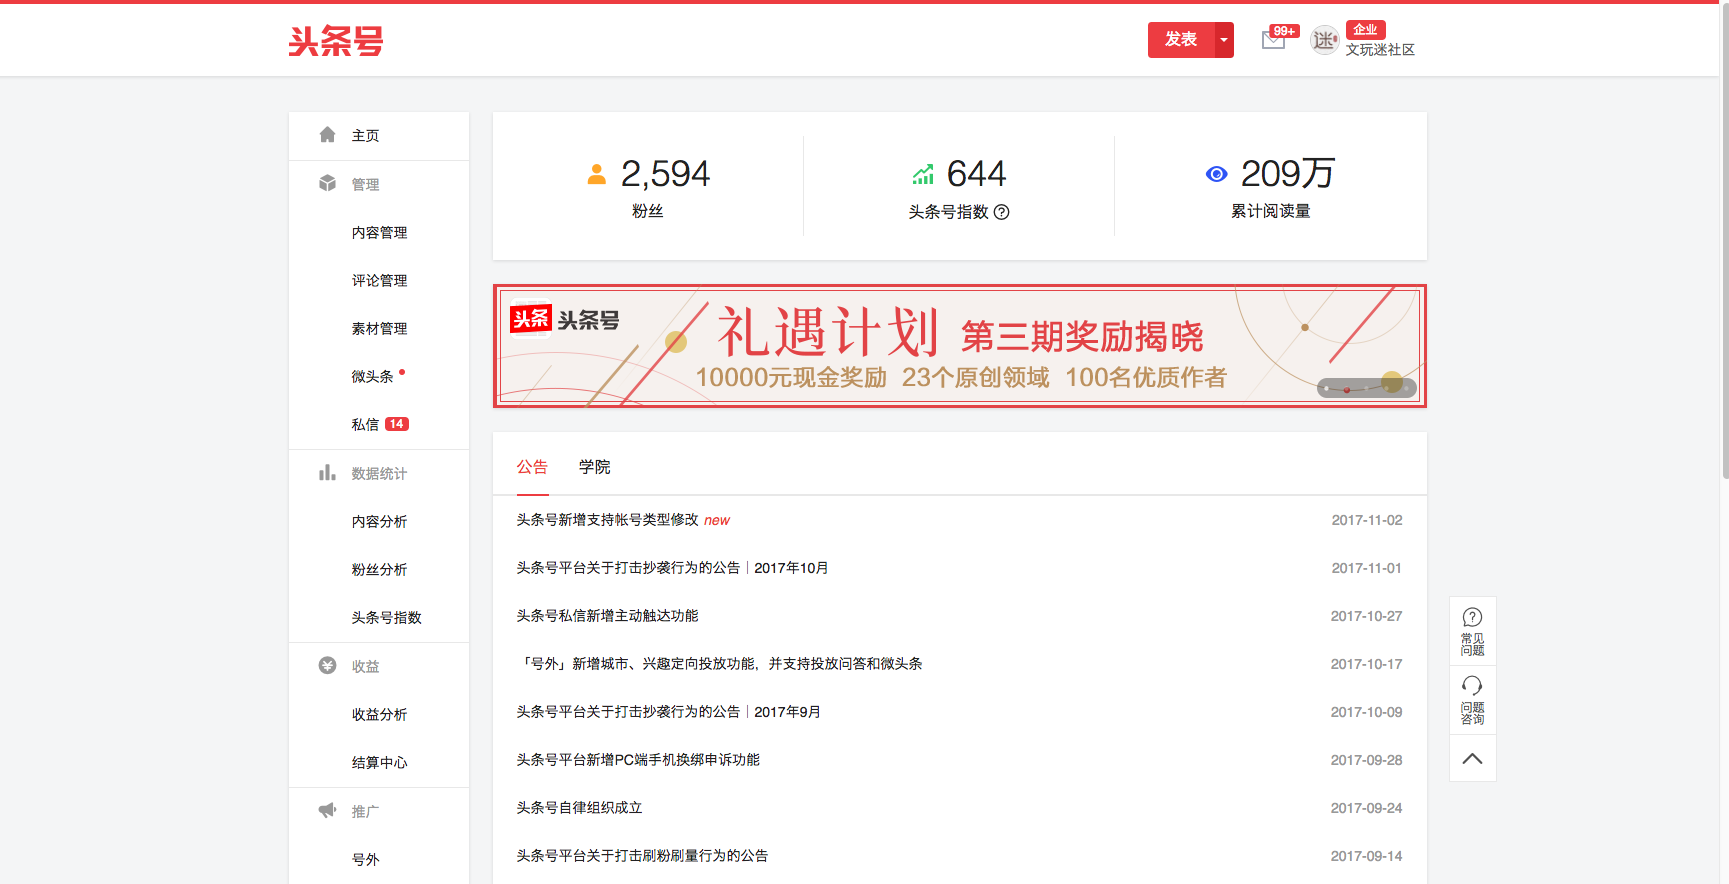 头条号
发表
99+
迷
企业
文玩迷社区
主页
管理
内容管理
评论管理
素材管理
微头条
私信 14
数据统计
内容分析
粉丝分析
头条号指数
收益
收益分析
结算中心
推广
号外
2,594
粉丝
644
头条号指数
209万
累计阅读量
头条 头条号
礼遇计划 第三期奖励揭晓
10000元现金奖励 23个原创领域 100名优质作者
公告 学院
头条号新增支持帐号类型修改 new 2017-11-02
头条号平台关于打击抄袭行为的公告｜2017年10月 2017-11-01
头条号私信新增主动触达功能 2017-10-27
「号外」新增城市、兴趣定向投放功能，并支持投放问答和微头条 2017-10-17
头条号平台关于打击抄袭行为的公告｜2017年9月 2017-10-09
头条号平台新增PC端手机换绑申诉功能 2017-09-28
头条号自律组织成立 2017-09-24
头条号平台关于打击刷粉刷量行为的公告 2017-09-14
常见
问题
问题
咨询